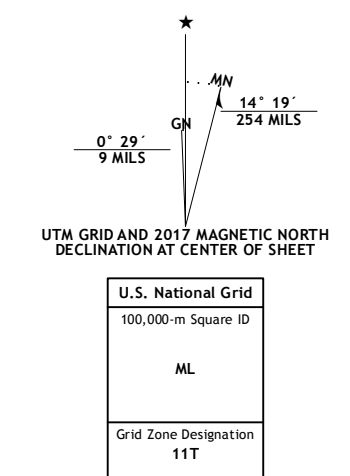 MN
14° 19´
254 MILS
GN
0° 29´
9 MILS
UTM GRID AND 2017 MAGNETIC NORTH
DECLINATION AT CENTER OF SHEET
U.S. National Grid
100,000-m Square ID
ML
Grid Zone Designation
11T